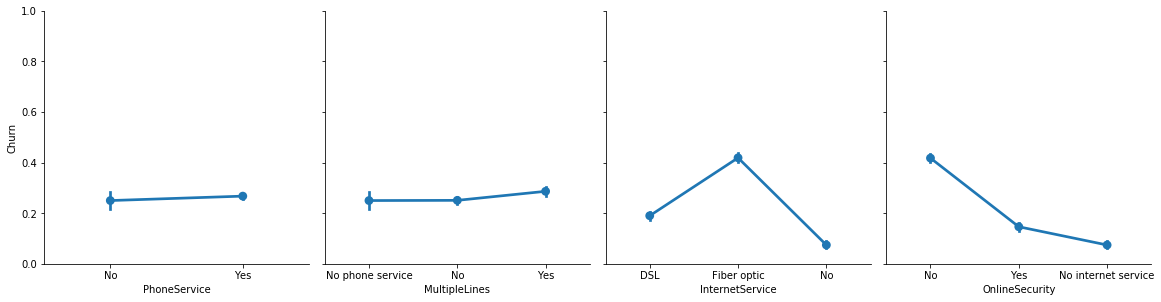 1.0
0.8
0.6
0.4
0.2
0.0
Churn
No Yes
PhoneService
No phone service No Yes
MultipleLines
DSL Fiber optic No
InternetService
No Yes No internet service
OnlineSecurity